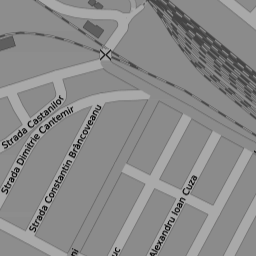 Strada Castanilor
Strada Dimitrie Cantemir
Strada Constantin Brâncoveanu
Alexandru Ioan Cuza